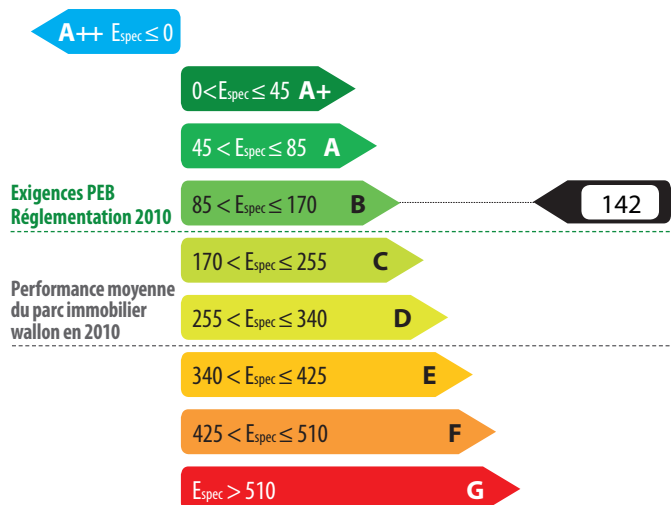 A++ Espec ≤ 0
0<Espec ≤ 45 A+
45 < Espec ≤ 85 A
Exigences PEB
Réglementation 2010
85 < Espec ≤ 170 B
142
170 < Espec ≤ 255 C
Performance moyenne
du parc immobilier
wallon en 2010
255 < Espec ≤ 340 D
340 < Espec ≤ 425 E
425 < Espec ≤ 510 F
Espec > 510 G